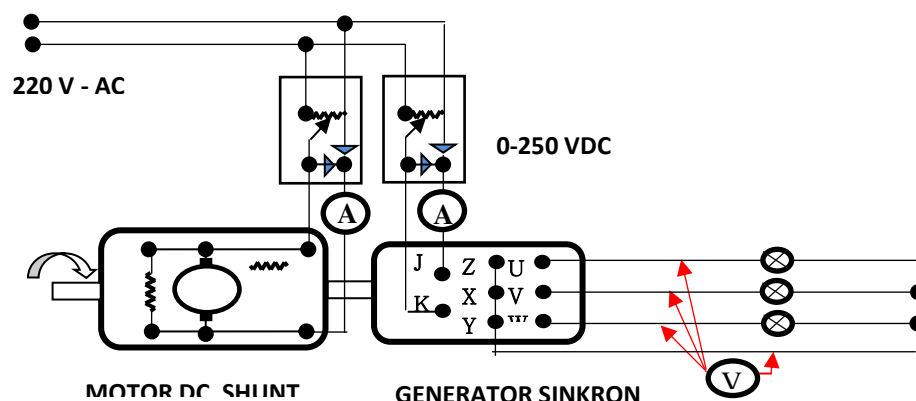 220 V - AC
0-250 VDC
A
A
J
Z U
X V
K
Y W
V
MOTOR DC SHUNT
GENERATOR SINKRON